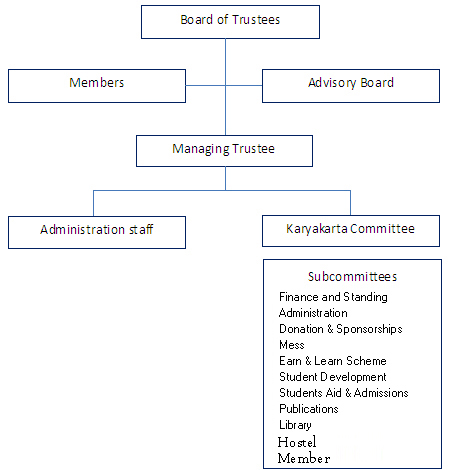 Board of Trustees
Members
Advisory Board
Managing Trustee
Administration staff
Karyakarta Committee
Subcommittees
Finance and Standing
Administration
Donation & Sponsorships
Mess
Earn & Learn Scheme
Student Development
Students Aid & Admissions
Publications
Library
Hostel
Member